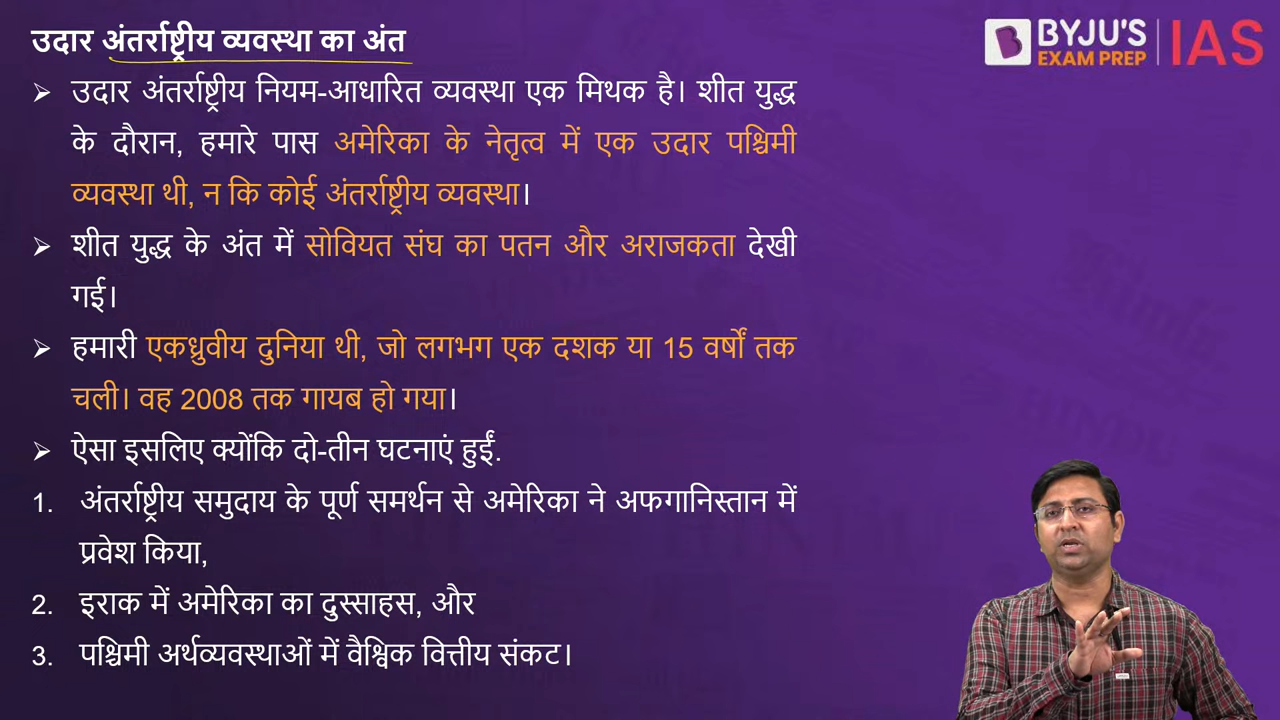 उदार अंतर्राष्ट्रीय व्यवस्था का अंत
BYJU'S
EXAM PREP
IAS
➢ उदार अंतर्राष्ट्रीय नियम-आधारित व्यवस्था एक मिथक है। शीत युद्ध
के दौरान, हमारे पास अमेरिका के नेतृत्व में एक उदार पश्चिमी
व्यवस्था थी, न कि कोई अंतर्राष्ट्रीय व्यवस्था।
➢ शीत युद्ध के अंत में सोवियत संघ का पतन और अराजकता देखी
गई।
➢ हमारी एकध्रुवीय दुनिया थी, जो लगभग एक दशक या 15 वर्षों तक
चली। वह 2008 तक गायब हो गया।
➢ ऐसा इसलिए क्योंकि दो-तीन घटनाएं हुईं.
1. अंतर्राष्ट्रीय समुदाय के पूर्ण समर्थन से अमेरिका ने अफगानिस्तान में
प्रवेश किया,
2. इराक में अमेरिका का दुस्साहस, और
3. पश्चिमी अर्थव्यवस्थाओं में वैश्विक वित्तीय संकट।